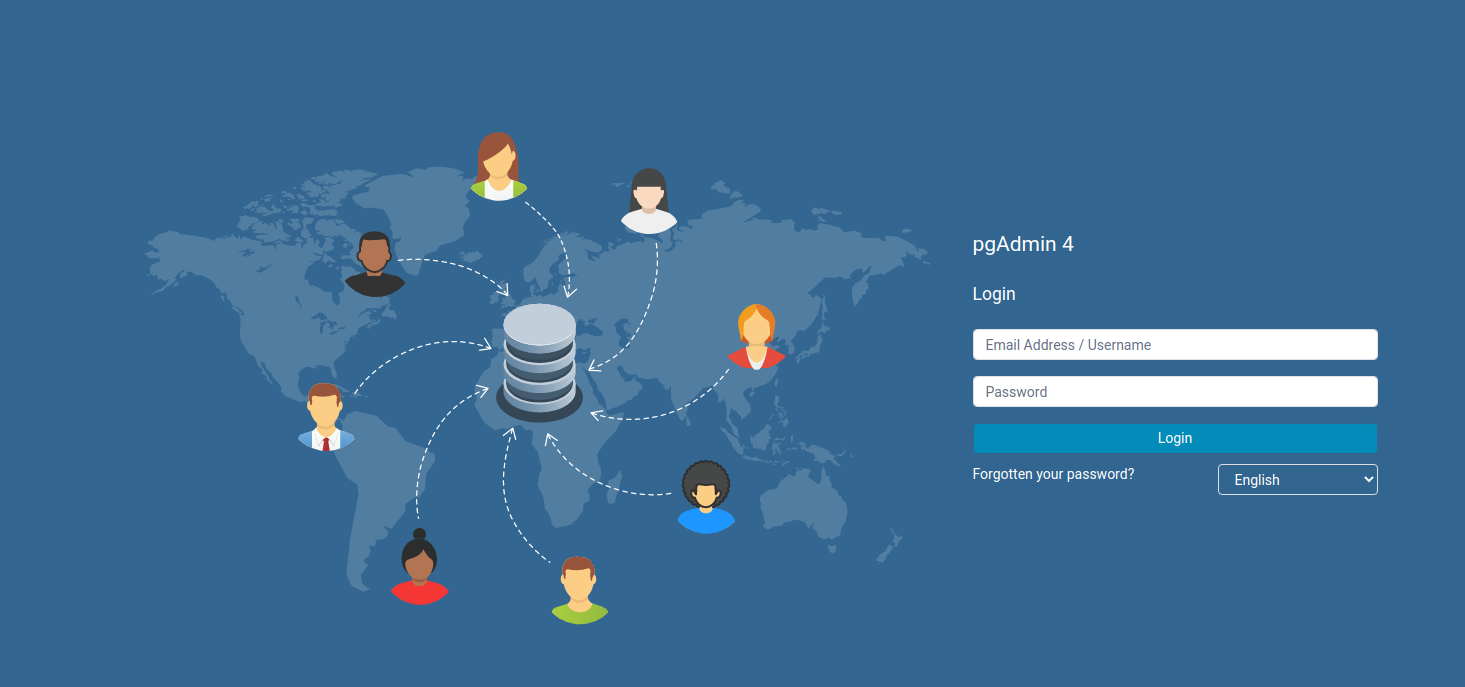 pgAdmin 4
Login
Email Address / Username
Password
Login
Forgotten your password?
English